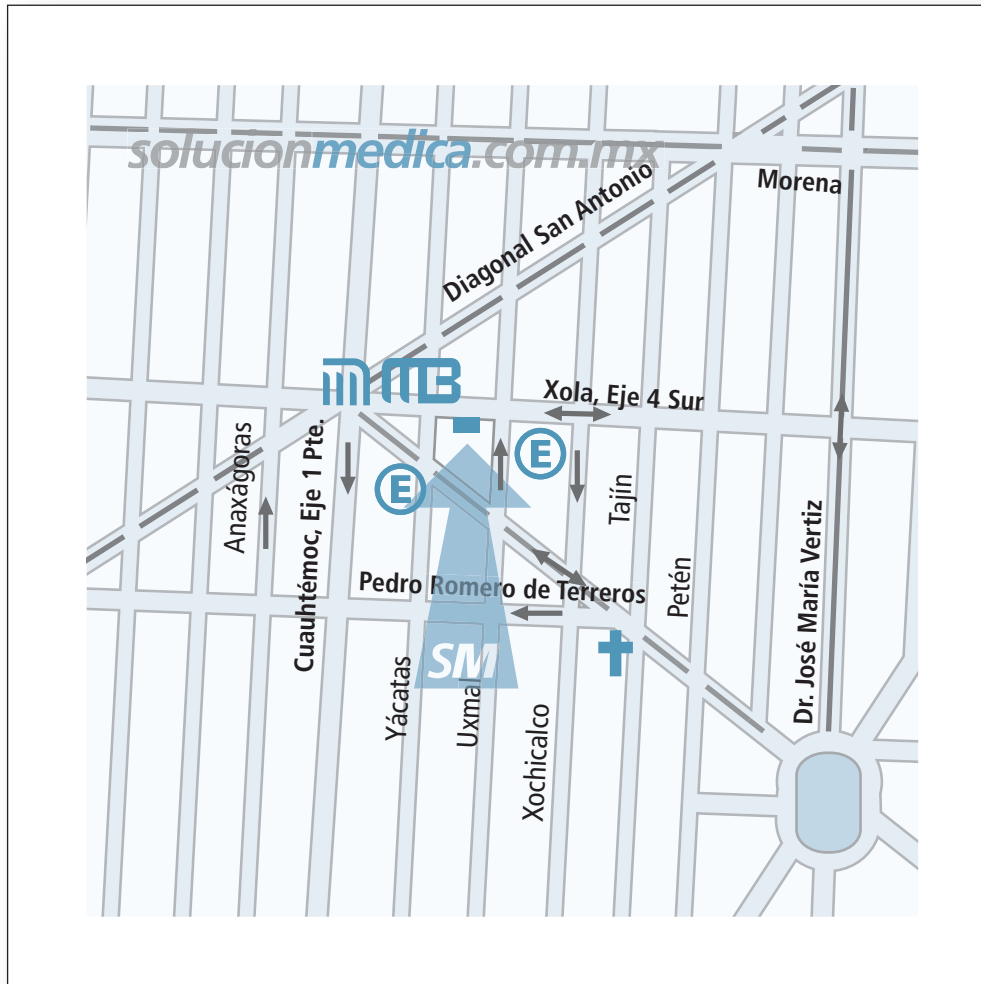 solucionmedica.com.mx
Morena
Diagonal San Antonio
MB
Xola, Eje 4 Sur
Anaxágoras
Cuauhtémoc, Eje 1 Pte.
E
E
Tajín
Petén
Dr. José María Vertiz
Pedro Romero de Terreros
SM
Yácatas
Uxmal
Xochicalco